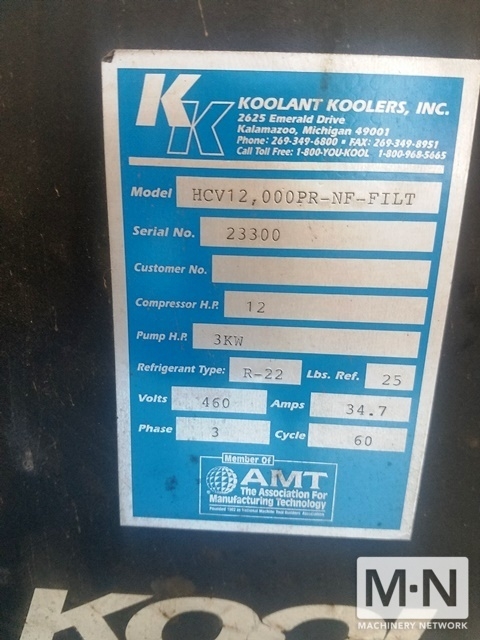 KK
KOOLANT KOOLERS, INC.
2625 Emerald Drive
Kalamazoo, Michigan 49001
Phone: 269-349-6800 • FAX: 269-349-8951
Call Toll Free: 1-800-YOU-KOOL 1-800-968-5665
Model HCV12,000PR-NF-FILT
Serial No. 23300
Customer No.
Compressor H.P. 12
Pump H.P. 3KW
Refrigerant Type: R-22 Lbs. Ref. 25
Volts 460 Amps 34.7
Phase 3 Cycle 60
Member Of
AMT
The Association For
Manufacturing Technology
M·N
MACHINERY NETWORK